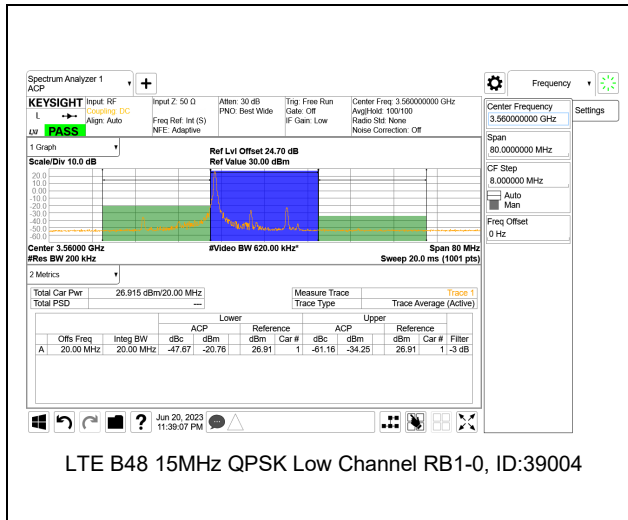 Spectrum Analyzer 1
ACP
+
Frequency
KEYSIGHT Input: RF Input Z: 50 Ω Atten: 30 dB Trig: Free Run Center Freq: 3.560000000 GHz
L Coupling: DC PNO: Best Wide Gate: Off Avg|Hold: 100/100
Align: Auto Freq Ref: Int (S) IF Gain: Low Radio Std: None
LXI PASS NFE: Adaptive Noise Correction: Off
Center Frequency
3.560000000 GHz
Settings
Span
80.0000000 MHz
CF Step
8.000000 MHz
Auto
Man
Freq Offset
0 Hz
1 Graph
Ref Lvl Offset 24.70 dB
Scale/Div 10.0 dB Ref Value 30.00 dBm
20.0
10.0
0.00
-10.0
-20.0
-30.0
-40.0
-50.0
-60.0
Center 3.56000 GHz #Video BW 620.00 kHz* Span 80 MHz
#Res BW 200 kHz Sweep 20.0 ms (1001 pts)
2 Metrics
Total Car Pwr 26.915 dBm/20.00 MHz Measure Trace Trace 1
Total PSD --- Trace Type Trace Average (Active)
Lower Upper
ACP Reference ACP Reference
Offs Freq Integ BW dBc dBm dBm Car # dBc dBm dBm Car # Filter
A 20.00 MHz 20.00 MHz -47.67 -20.76 26.91 1 -61.16 -34.25 26.91 1 -3 dB
? Jun 20, 2023
11:39:07 PM
LTE B48 15MHz QPSK Low Channel RB1-0, ID:39004